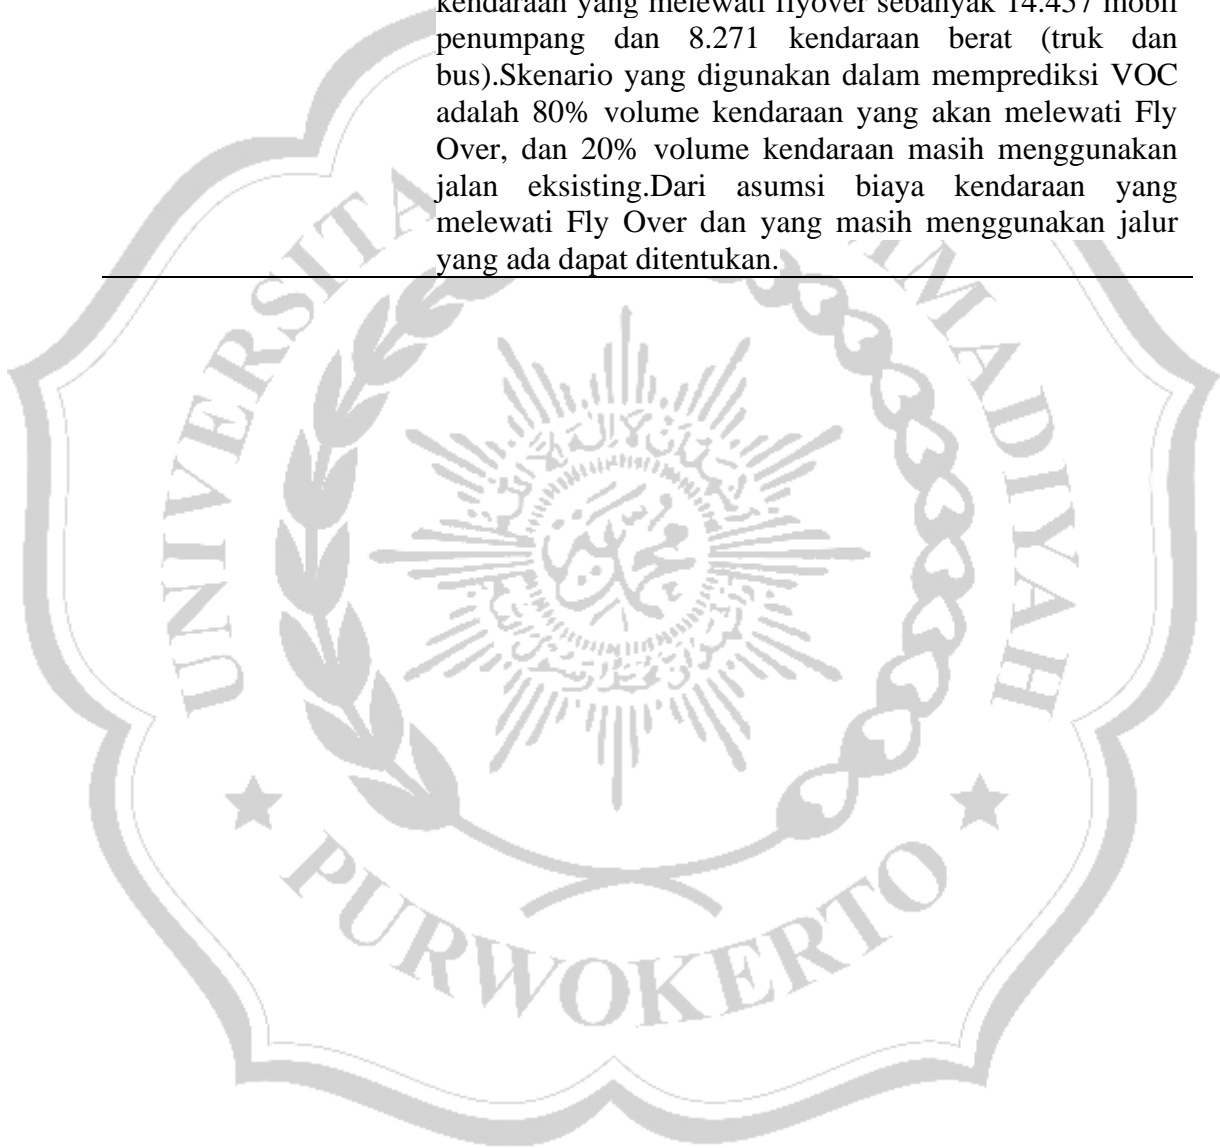 kendaraan yang melewati flyover sebanyak 14.457 mobil
penumpang dan 8.271 kendaraan berat (truk dan
bus).Skenario yang digunakan dalam memprediksi VOC
adalah 80% volume kendaraan yang akan melewati Fly
Over, dan 20% volume kendaraan masih menggunakan
jalan eksisting.Dari asumsi biaya kendaraan yang
melewati Fly Over dan yang masih menggunakan jalur
yang ada dapat ditentukan.
UNIVERSITA
MADIYAH
PURWOKERTO